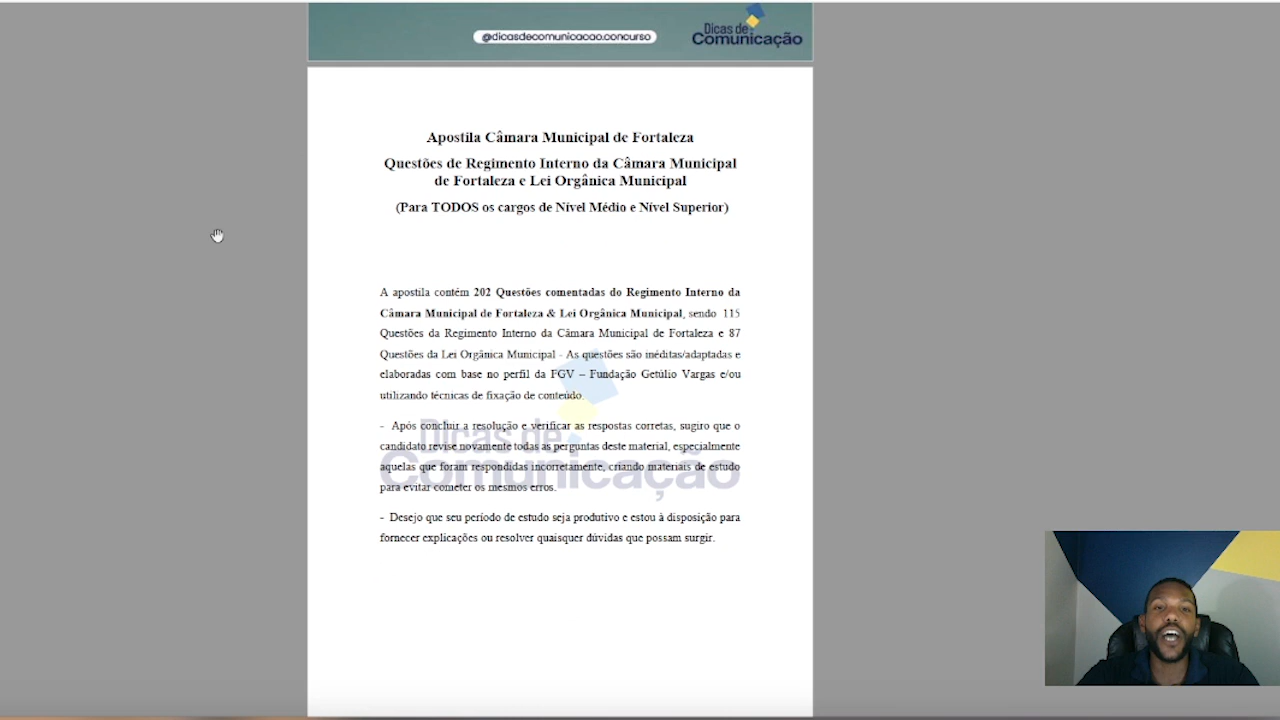 @dicasdecomunicacao.concurso
Dicas de
Comunicação
Apostila Câmara Municipal de Fortaleza
Questões de Regimento Interno da Câmara Municipal
de Fortaleza e Lei Orgânica Municipal
(Para TODOS os cargos de Nível Médio e Nível Superior)
A apostila contém 202 Questões comentadas do Regimento Interno da
Câmara Municipal de Fortaleza & Lei Orgânica Municipal, sendo 115
Questões da Regimento Interno da Câmara Municipal de Fortaleza e 87
Questões da Lei Orgânica Municipal - As questões são inéditas/adaptadas e
elaboradas com base no perfil da FGV – Fundação Getúlio Vargas e/ou
utilizando técnicas de fixação de conteúdo.
- Após concluir a resolução e verificar as respostas corretas, sugiro que o
candidato revise novamente todas as perguntas deste material, especialmente
aquelas que foram respondidas incorretamente, criando materiais de estudo
para evitar cometer os mesmos erros.
- Desejo que seu período de estudo seja produtivo e estou à disposição para
fornecer explicações ou resolver quaisquer dúvidas que possam surgir.
Dicas de
Comunicação